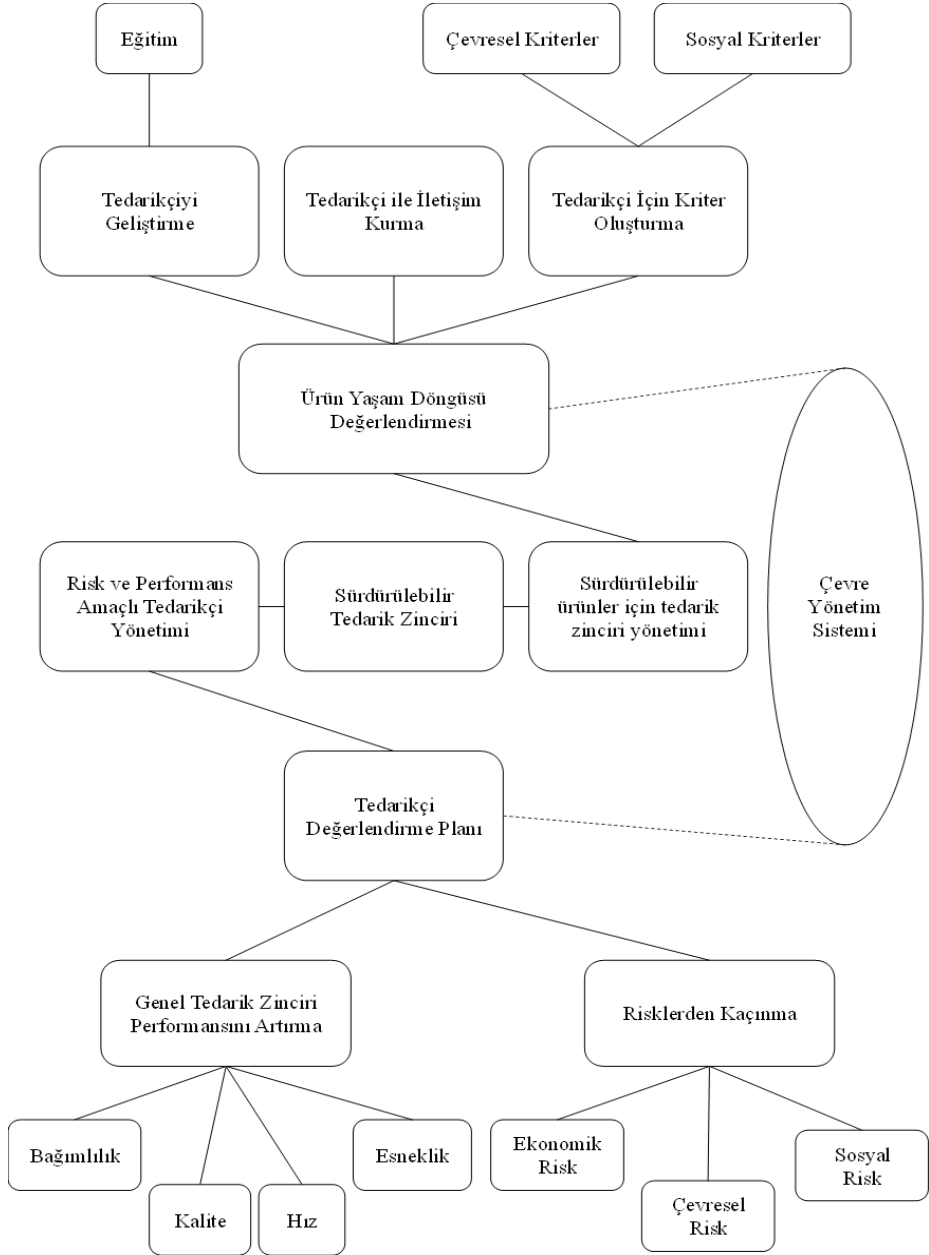 Eğitim
Çevresel Kriterler
Sosyal Kriterler
Tedarikçiyi
Geliştirme
Tedarikçi ile İletişim
Kurma
Tedarikçi İçin Kriter
Oluşturma
Ürün Yaşam Döngüsü
Değerlendirmesi
Risk ve Performans
Amaçlı Tedarikçi
Yönetimi
Sürdürülebilir
Tedarik Zinciri
Sürdürülebilir
ürünler için tedarik
zinciri yönetimi
Çevre
Yönetim
Sistemi
Tedarikçi
Değerlendirme Planı
Genel Tedarik Zinciri
Performansını Artırma
Risklerden Kaçınma
Bağımlılık
Kalite
Hız
Esneklik
Ekonomik
Risk
Çevresel
Risk
Sosyal
Risk